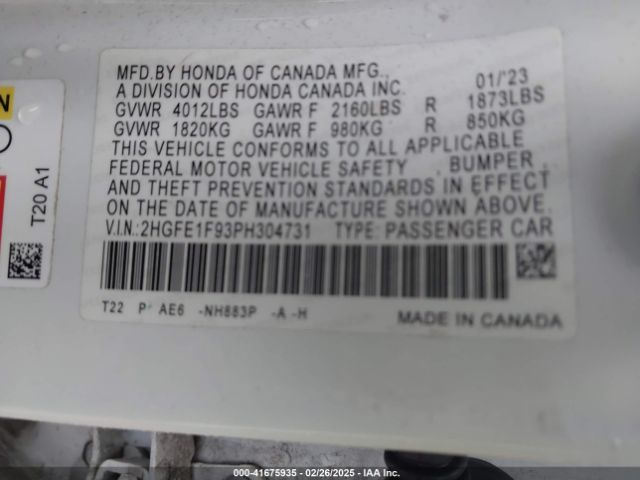 MFD.BY HONDA OF CANADA MFG.,
A DIVISION OF HONDA CANADA INC. 01/'23
GVWR 4012LBS GAWR F 2160LBS R 1873LBS
GVWR 1820KG GAWR F 980KG R 850KG
THIS VEHICLE CONFORMS TO ALL APPLICABLE
FEDERAL MOTOR VEHICLE SAFETY , BUMPER ,
AND THEFT PREVENTION STANDARDS IN EFFECT
ON THE DATE OF MANUFACTURE SHOWN ABOVE.
V.I.N.:2HGFE1F93PH304731 TYPE: PASSENGER CAR
T22 P AE6 -NH883P -A -H
MADE IN CANADA
N
T20 A1
000-41675935 - 02/26/2025 - IAA Inc.